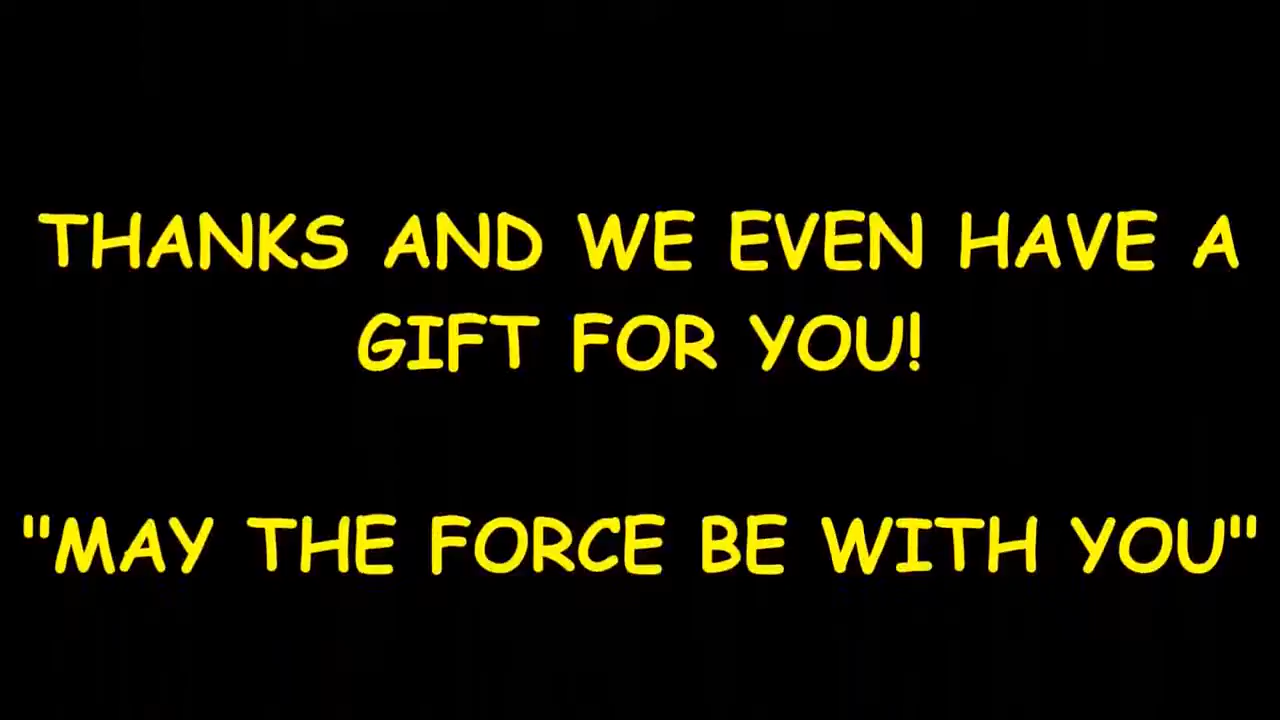 THANKS AND WE EVEN HAVE A
GIFT FOR YOU!
"MAY THE FORCE BE WITH YOU"